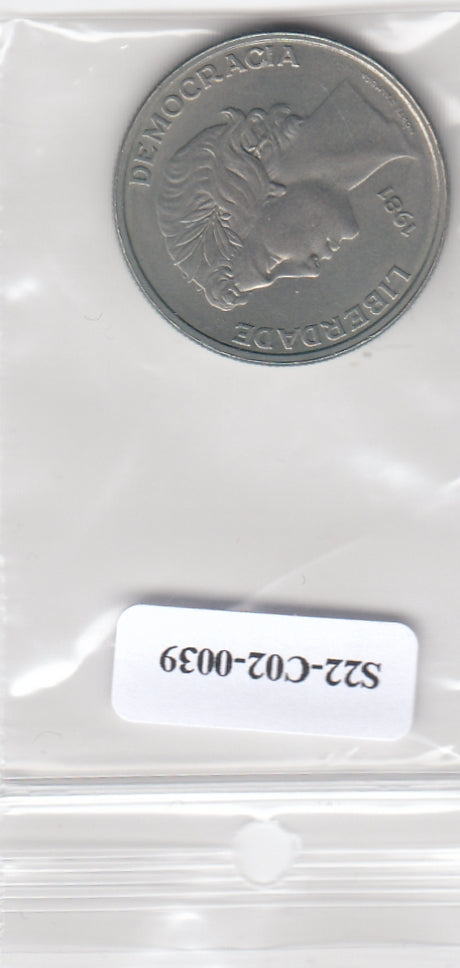 LIBERDADE
DEMOCRACIA
1981
S22-C02-0039